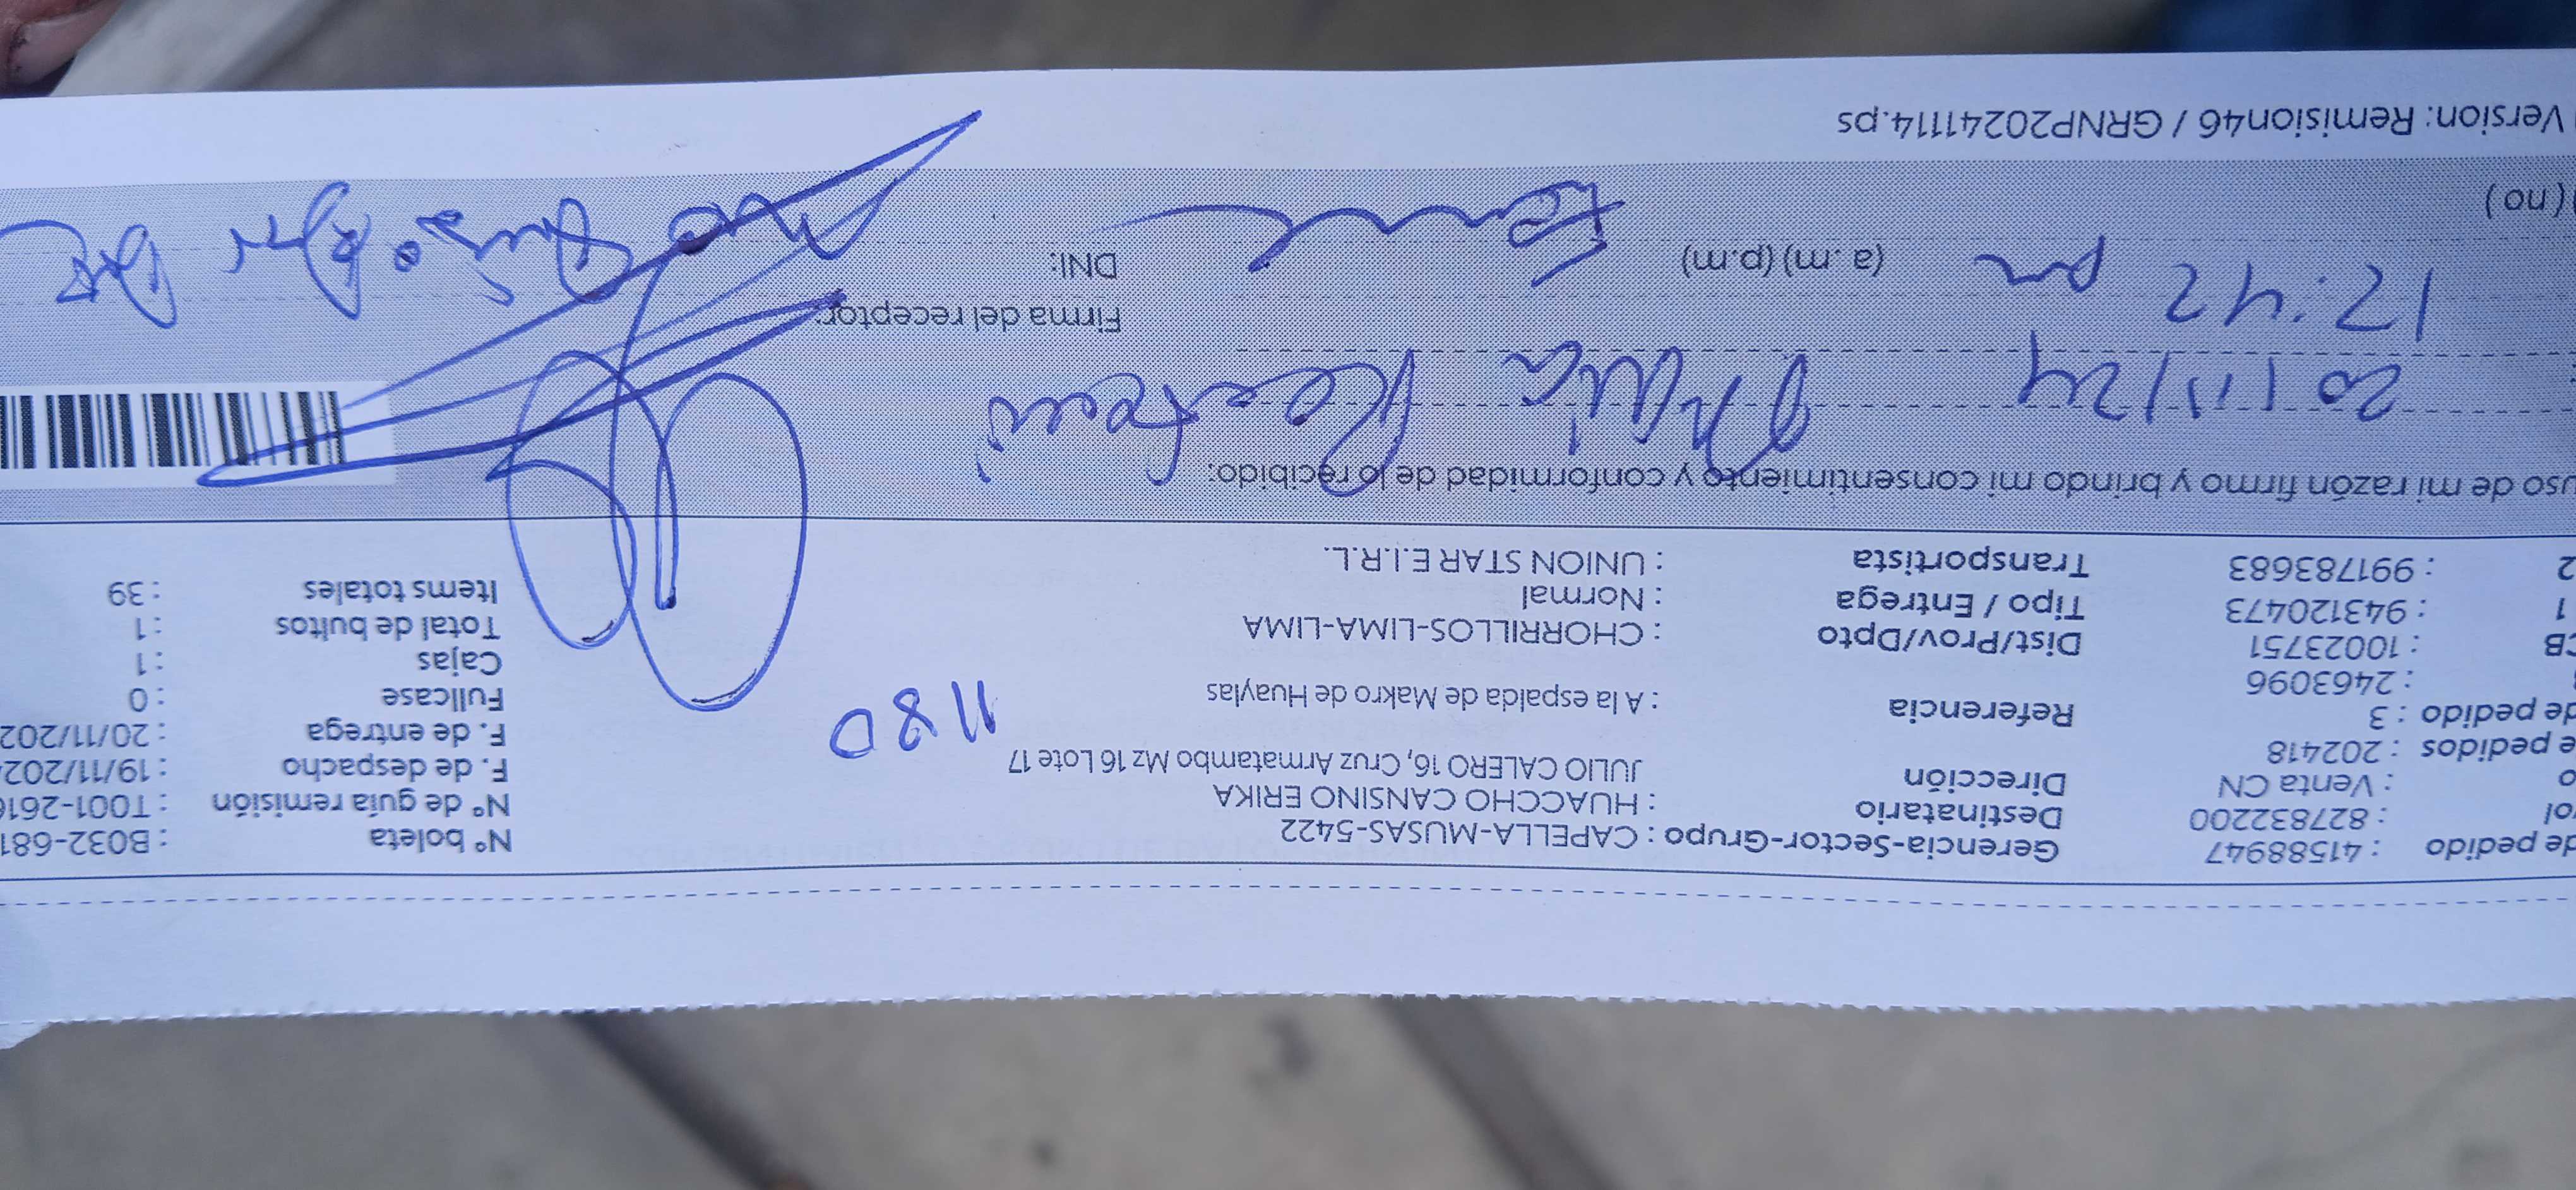 de pedido : 41588947 Gerencia-Sector-Grupo : CAPELLA-MUSAS-5422 N° boleta : B032-681
ol : 827832200 Destinatario : HUACCHO CANSINO ERIKA N° de guía remisión : T001-261
o : Venta CN Dirección JULIO CALERO 16, Cruz Armatambo Mz 16 Lote 17 F. de despacho : 19/11/202
e pedidos : 202418 F. de entrega : 20/11/202
de pedido : 3 Referencia : A la espalda de Makro de Huaylas 1180 Fullcase : 0
: 2463096 Cajas : 1
CB : 10023751 Dist/Prov/Dpto : CHORRILLOS-LIMA-LIMA Total de bultos : 1
1 : 943120473 Tipo / Entrega : Normal Items totales : 39
2 : 991783683 Transportista : UNION STAR E.I.R.L.
uso de mi razón firmo y brindo mi consentimiento y conformidad de lo recibido:
20/11/24
12:42 pm (a.m) (p.m) Firma del receptor:
DNI:
(no)
Version: Remision46 / GRNP20241114.ps